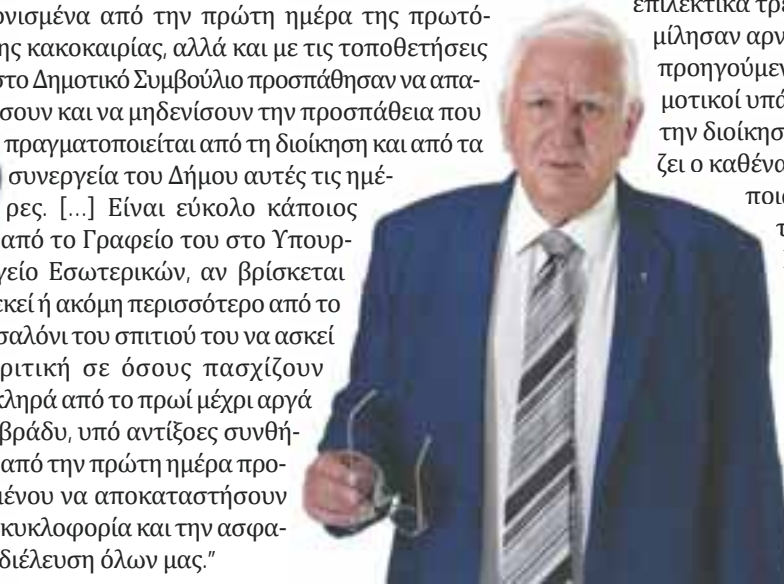 ονισμένα από την πρώτη ημέρα της πρωτό-
ης κακοκαιρίας, αλλά και με τις τοποθετήσεις
στο Δημοτικό Συμβούλιο προσπάθησαν να απα-
σουν και να μηδενίσουν την προσπάθεια που
πραγματοποιείται από τη διοίκηση και από τα
συνεργεία του Δήμου αυτές τις ημέ-
ρες. [...] Είναι εύκολο κάποιος
από το Γραφείο του στο Υπουρ-
γείο Εσωτερικών, αν βρίσκεται
εκεί ή ακόμη περισσότερο από το
σαλόνι του σπιτιού του να ασκεί
ριτική σε όσους πασχίζουν
κληρά από το πρωί μέχρι αργά
βράδυ, υπό αντίξοες συνθή-
από την πρώτη ημέρα προ-
μένου να αποκαταστήσουν
κυκλοφορία και την ασφα-
διέλευση όλων μας."
επιλεκτικά τρε
μίλησαν αρν
προηγούμεν
μοτικοί υπά
την διοίκησ
ζει ο καθένα
ποιο